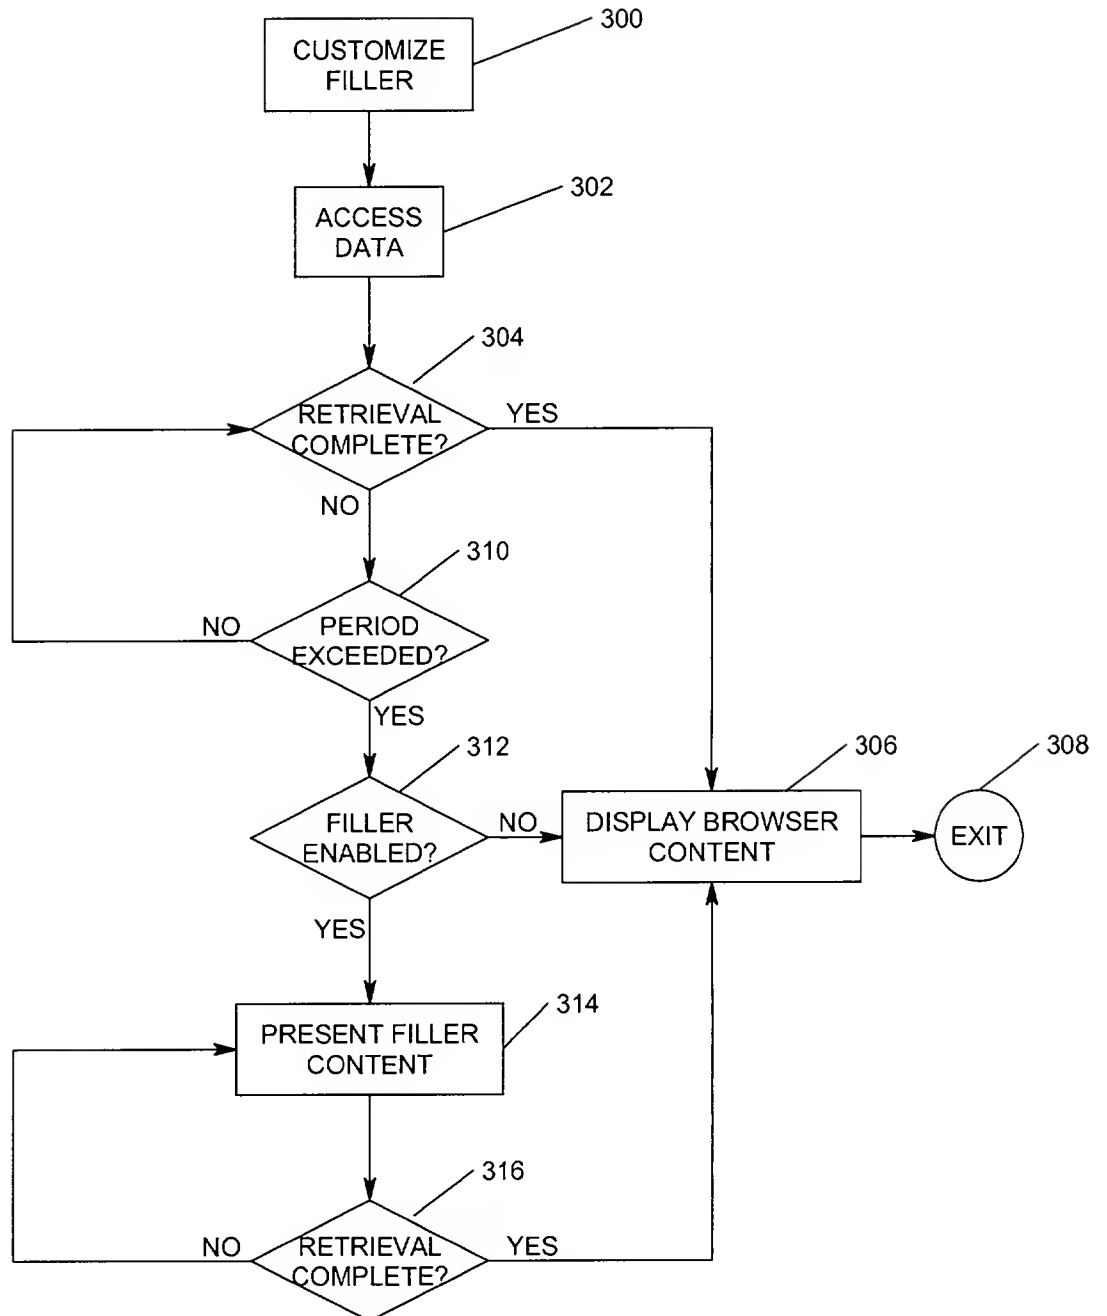 300
CUSTOMIZE
FILLER
302
ACCESS
DATA
304
RETRIEVAL
COMPLETE?
YES
NO
310
PERIOD
EXCEEDED?
NO
YES
312
FILLER
ENABLED?
NO
306
DISPLAY BROWSER
CONTENT
308
EXIT
YES
314
PRESENT FILLER
CONTENT
316
RETRIEVAL
COMPLETE?
NO
YES